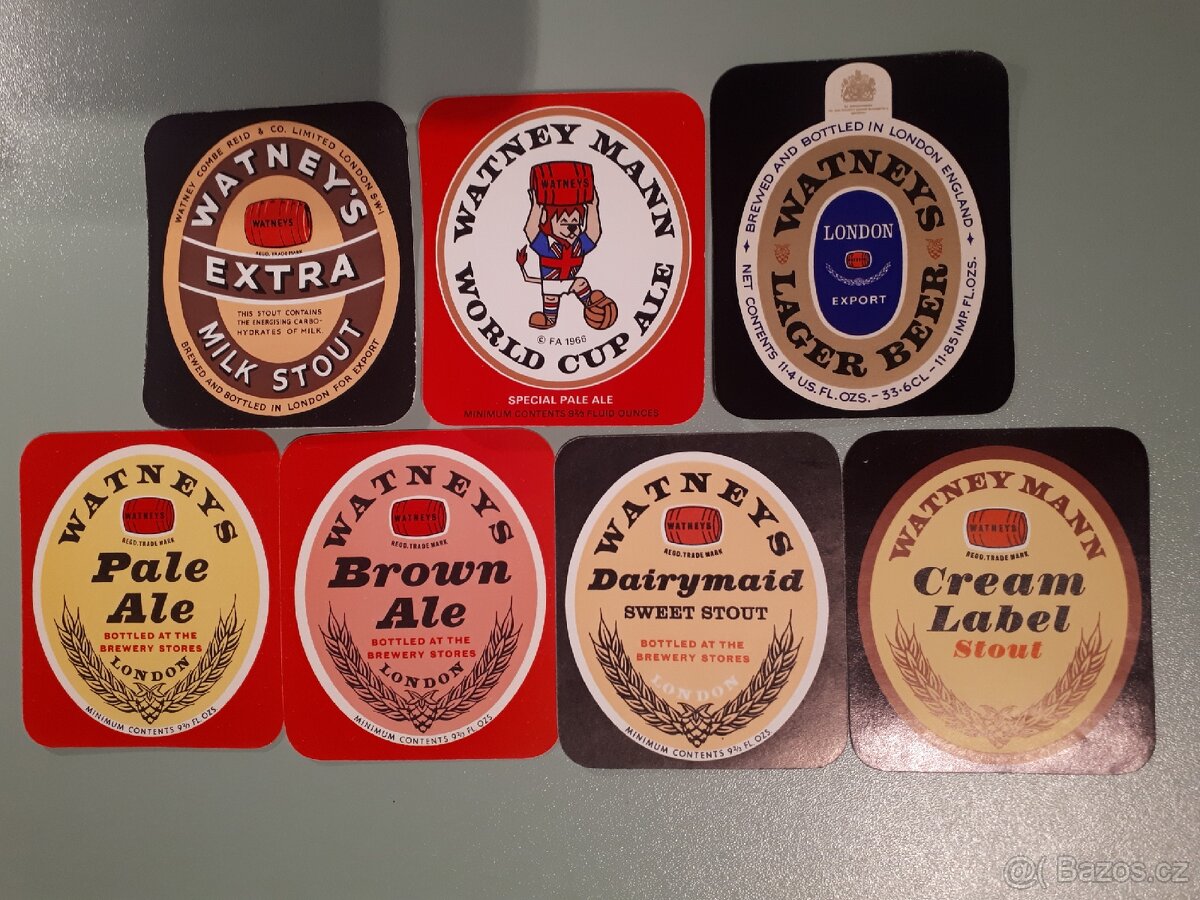 WATNEY COMBE REID & CO. LIMITED LONDON S·W·1
WATNEY'S
WATNEYS
REGD. TRADE MARK
EXTRA
THIS STOUT CONTAINS
THE ENERGISING CARBO-
HYDRATES OF MILK.
MILK STOUT
BREWED AND BOTTLED IN LONDON FOR EXPORT
WATNEY MANN
WATNEYS
© FA 1966
WORLD CUP ALE
SPECIAL PALE ALE
MINIMUM CONTENTS 9⅔ FLUID OUNCES
BREWED AND BOTTLED IN LONDON ENGLAND
WATNEYS
LONDON
EXPORT
LAGER BEER
NET CONTENTS 11·4 U.S. FL. OZS. - 33·6CL - 11·85 IMP. FL. OZS.
WATNEYS
WATNEYS
REGD. TRADE MARK
Pale
Ale
BOTTLED AT THE
BREWERY STORES
LONDON
MINIMUM CONTENTS 9⅔ FL. OZS.
WATNEYS
WATNEYS
REGD. TRADE MARK
Brown
Ale
BOTTLED AT THE
BREWERY STORES
LONDON
MINIMUM CONTENTS 9⅔ FL. OZS.
WATNEYS
WATNEYS
REGD. TRADE MARK
Dairymaid
SWEET STOUT
BOTTLED AT THE
BREWERY STORES
LONDON
MINIMUM CONTENTS 9⅔ FL. OZS.
WATNEY MANN
WATNEYS
REGD. TRADE MARK
Cream
Label
Stout
@( Bazos.cz